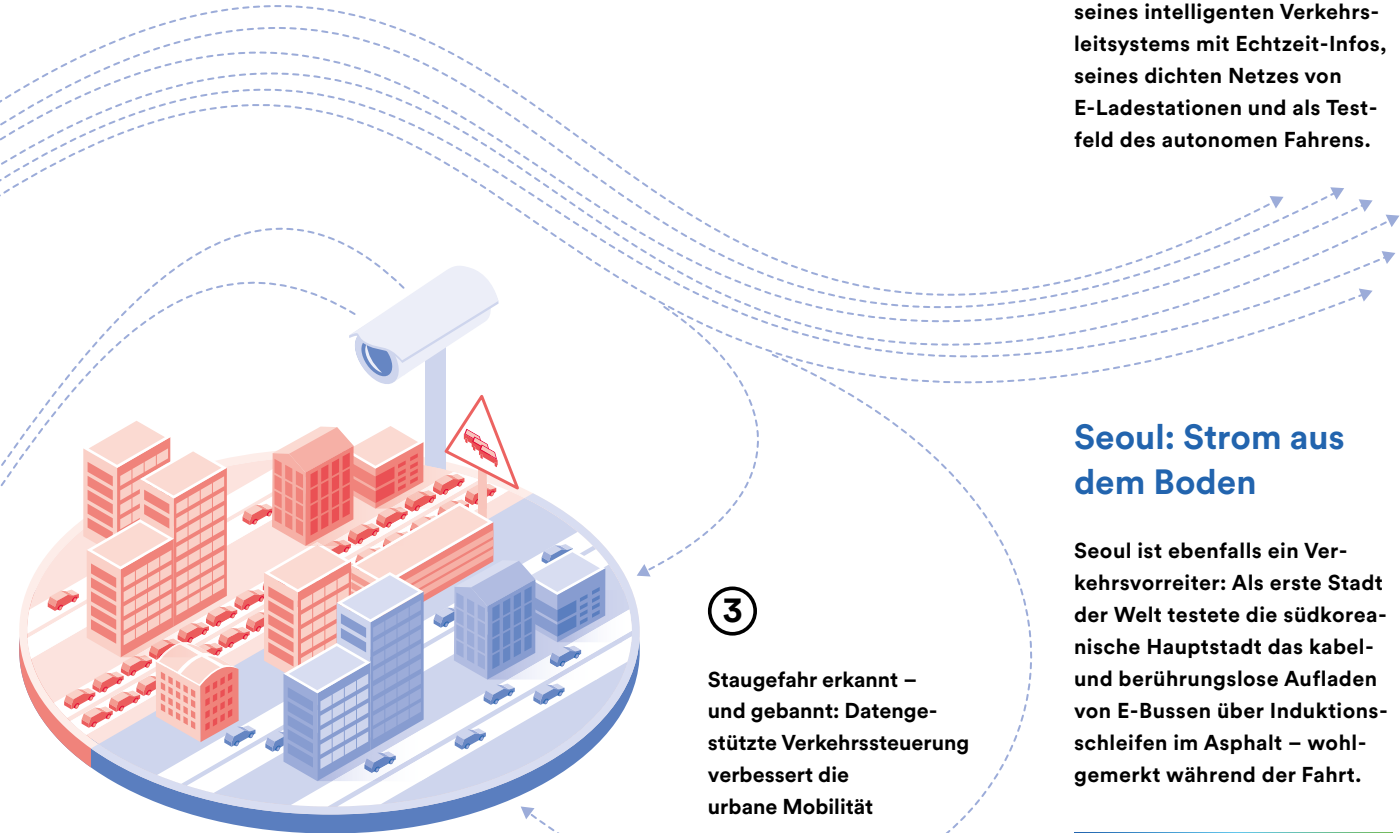 seines intelligenten Verkehrs-
leitsystems mit Echtzeit-Infos,
seines dichten Netzes von
E-Ladestationen und als Test-
feld des autonomen Fahrens.
3
Staugefahr erkannt –
und gebannt: Datenge-
stützte Verkehrssteuerung
verbessert die
urbane Mobilität
Seoul: Strom aus
dem Boden
Seoul ist ebenfalls ein Ver-
kehrsvorreiter: Als erste Stadt
der Welt testete die südkorea-
nische Hauptstadt das kabel-
und berührungslose Aufladen
von E-Bussen über Induktions-
schleifen im Asphalt – wohl-
gemerkt während der Fahrt.